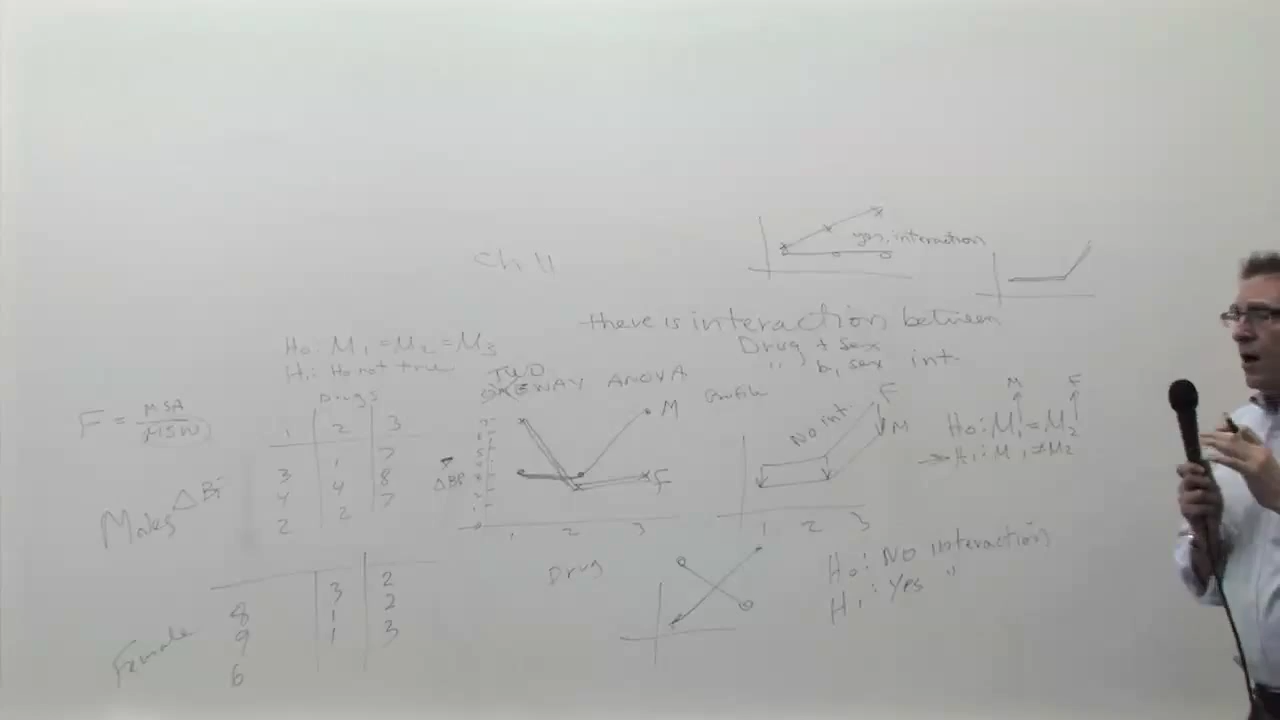 Ch 11
yes, interaction
there is interaction between
Drug + Sex
" by sex int.
H0: M1 = M2 = M3
H1: H0 not true
TWO
ONEWAY ANOVA
Profile
F = MSA / MSW
Drugs
1 2 3
3 1 7
4 4 8
2 2 7
Males ΔBP
8 3 2
9 1 2
6 1 3
Female
ΔBP
M
F
1 2 3
Drug
No int.
F
M
1 2 3
M F
H0: M1 = M2
→ H1: M1 ≠ M2
H0: NO interaction
H1: Yes "